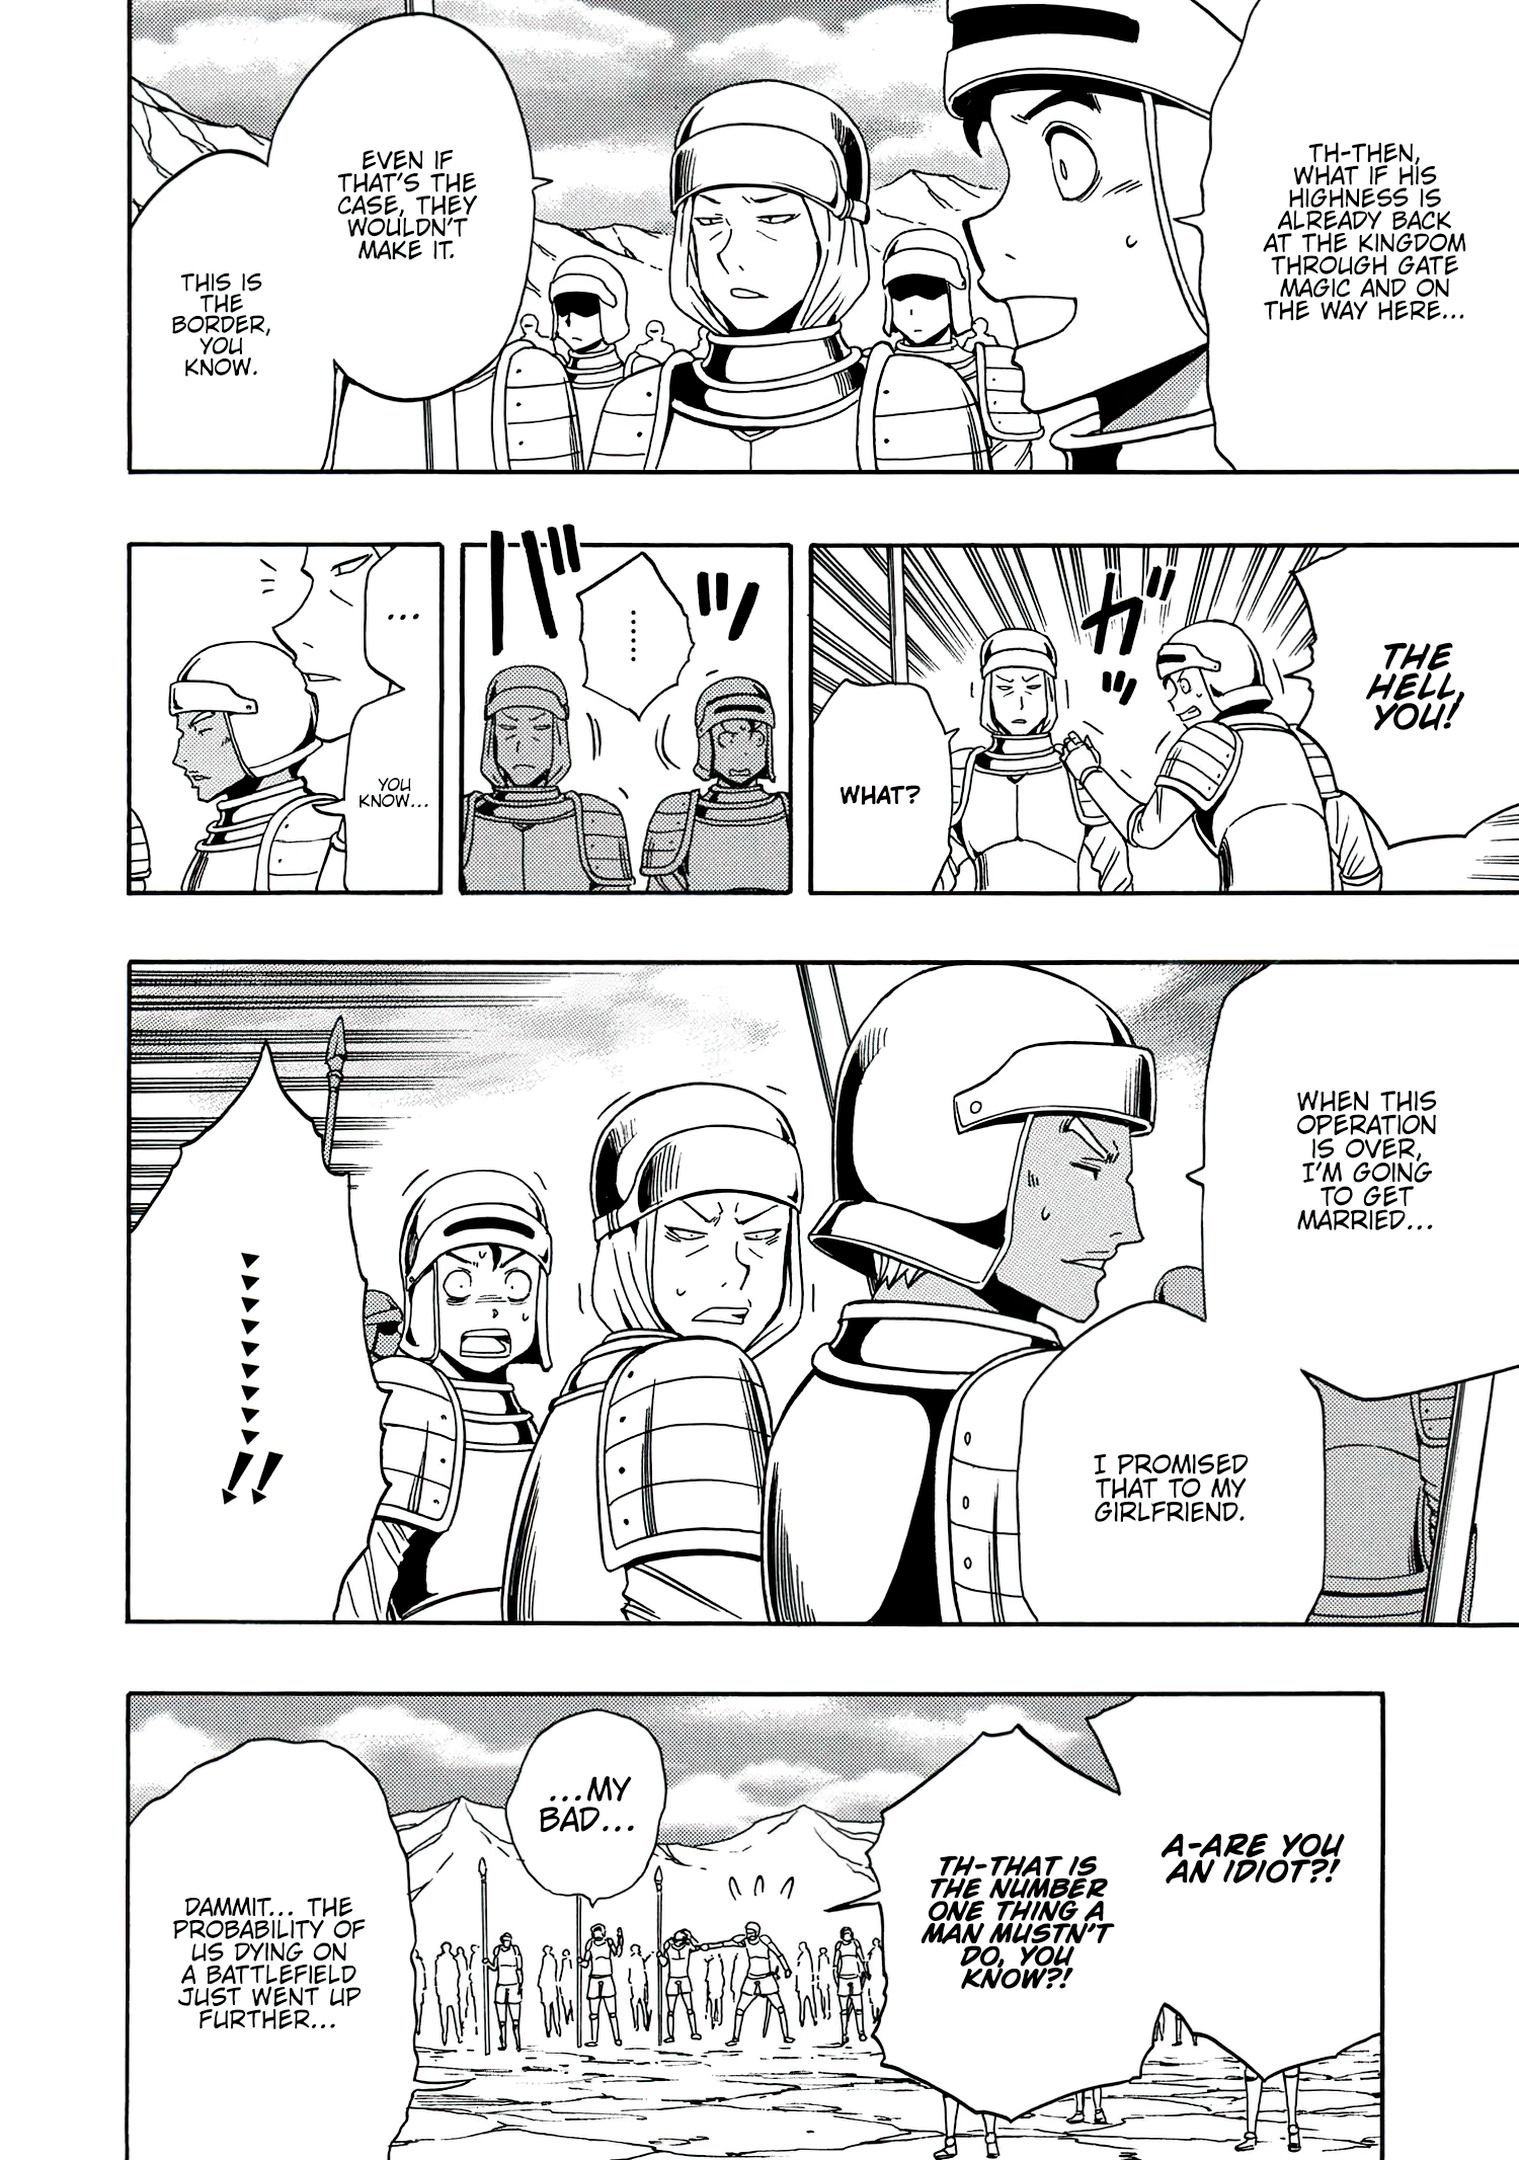 TH-THEN,
WHAT IF HIS
HIGHNESS IS
ALREADY BACK
AT THE KINGDOM
THROUGH GATE
MAGIC AND ON
THE WAY HERE...
EVEN IF
THAT'S THE
CASE, THEY
WOULDN'T
MAKE IT.
THIS IS
THE
BORDER,
YOU
KNOW.
THE
HELL,
YOU!
ガッ
WHAT?
バッ
......
...
YOU
KNOW...
WHEN THIS
OPERATION
IS OVER,
I'M GOING
TO GET
MARRIED...
I PROMISED
THAT TO MY
GIRLFRIEND.
!!
A-ARE YOU
AN IDIOT?!
TH-THAT IS
THE NUMBER
ONE THING A
MAN MUSTN'T
DO, YOU
KNOW?!
...MY
BAD...
DAMMIT... THE
PROBABILITY OF
US DYING ON
A BATTLEFIELD
JUST WENT UP
FURTHER...